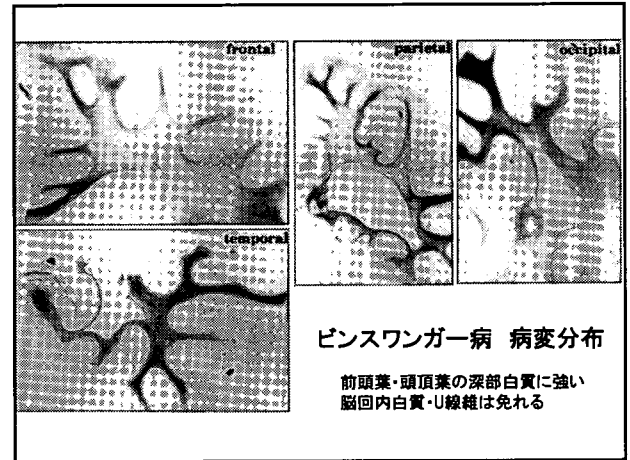 frontal
parietal
occipital
temporal
ビンスワンガー病 病変分布
前頭葉・頭頂葉の深部白質に強い
脳回内白質・U線維は免れる